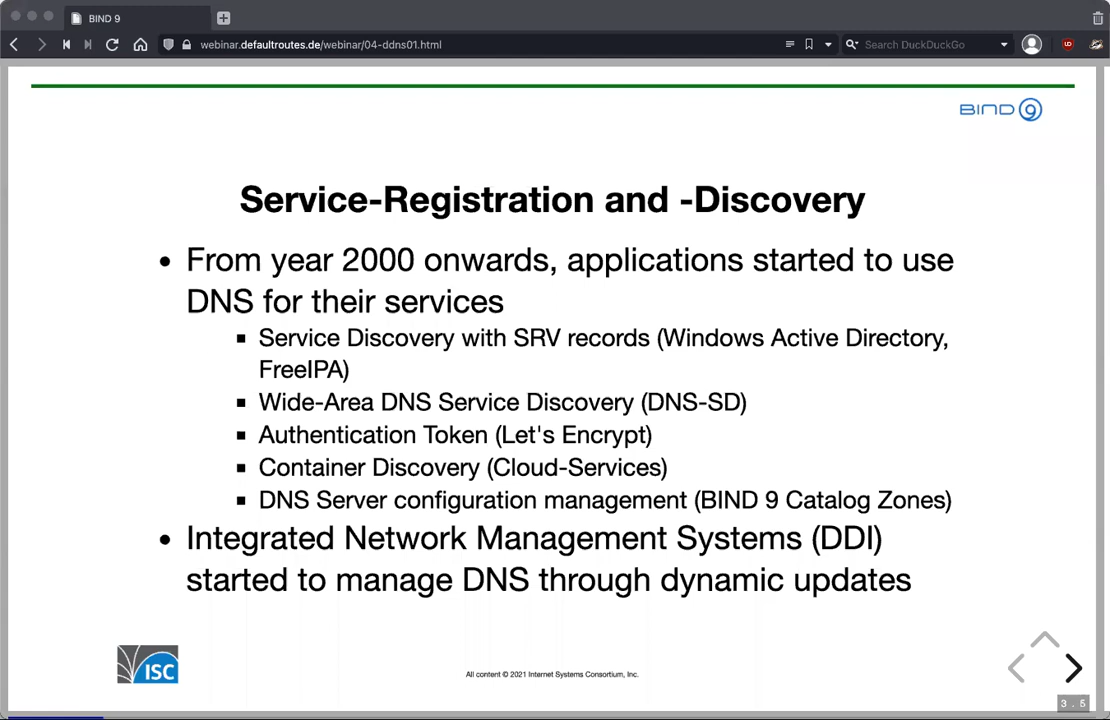 BIND 9
webinar.defaultroutes.de/webinar/04-ddns01.html
Search DuckDuckGo
BIND 9
Service-Registration and -Discovery
• From year 2000 onwards, applications started to use
DNS for their services
▪ Service Discovery with SRV records (Windows Active Directory,
FreeIPA)
▪ Wide-Area DNS Service Discovery (DNS-SD)
▪ Authentication Token (Let's Encrypt)
▪ Container Discovery (Cloud-Services)
▪ DNS Server configuration management (BIND 9 Catalog Zones)
• Integrated Network Management Systems (DDI)
started to manage DNS through dynamic updates
ISC
All content © 2021 Internet Systems Consortium, Inc.
3 . 5